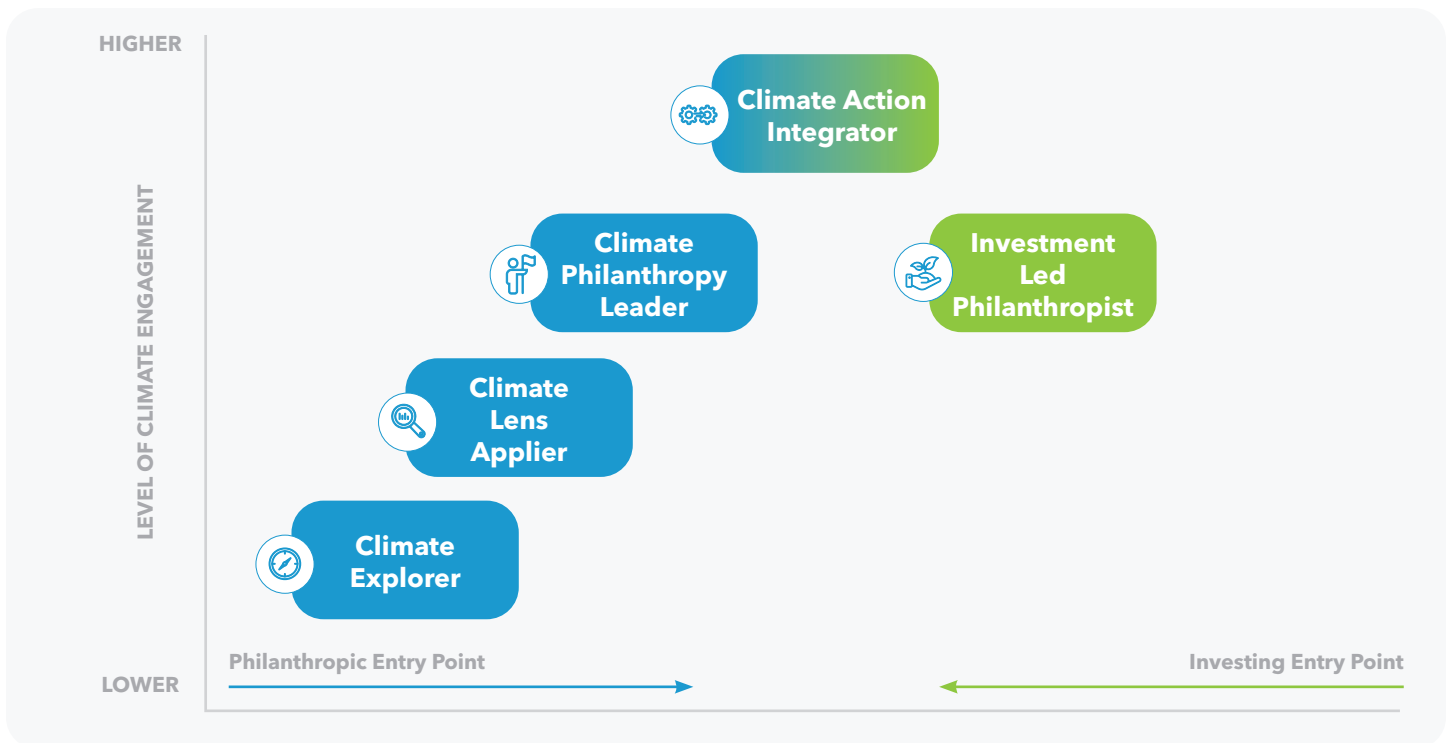 HIGHER
LEVEL OF CLIMATE ENGAGEMENT
LOWER
Climate Action
Integrator
Climate
Philanthropy
Leader
Investment
Led
Philanthropist
Climate
Lens
Applier
Climate
Explorer
Philanthropic Entry Point
Investing Entry Point